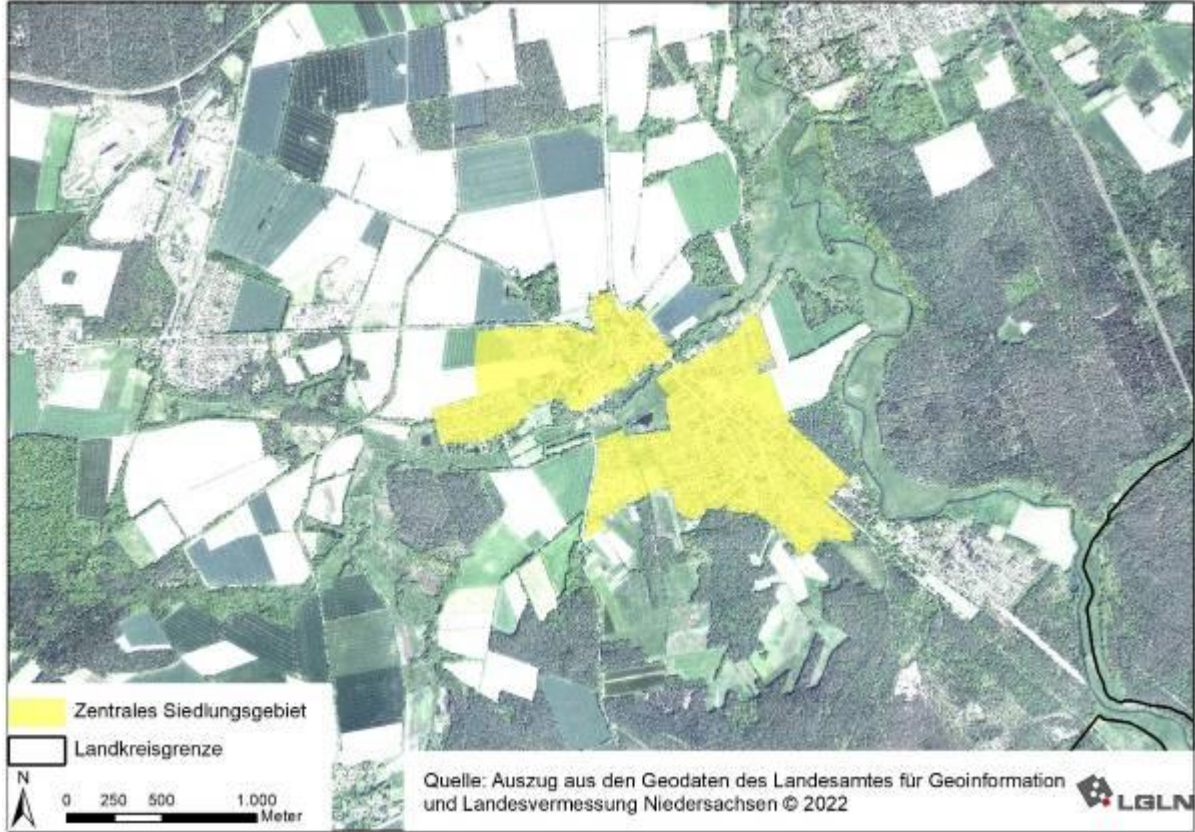 Zentrales Siedlungsgebiet
Landkreisgrenze
N
0 250 500 1.000
Meter
Quelle: Auszug aus den Geodaten des Landesamtes für Geoinformation
und Landesvermessung Niedersachsen © 2022
LGLN